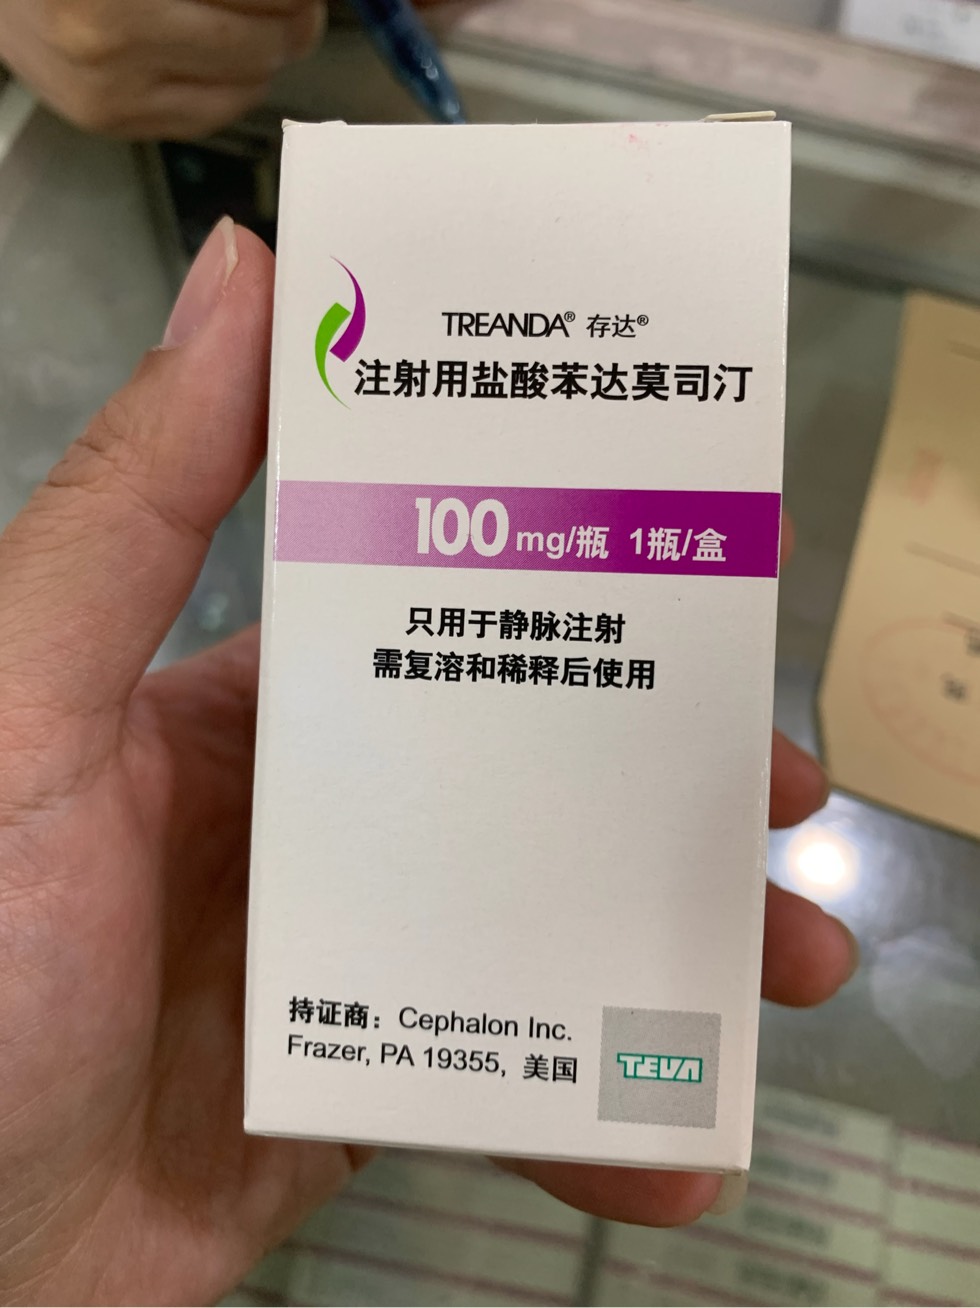 TREANDA® 存达®
注射用盐酸苯达莫司汀
100 mg/瓶 1瓶/盒
只用于静脉注射
需复溶和稀释后使用
持证商：Cephalon Inc.
Frazer, PA 19355, 美国
TEVA